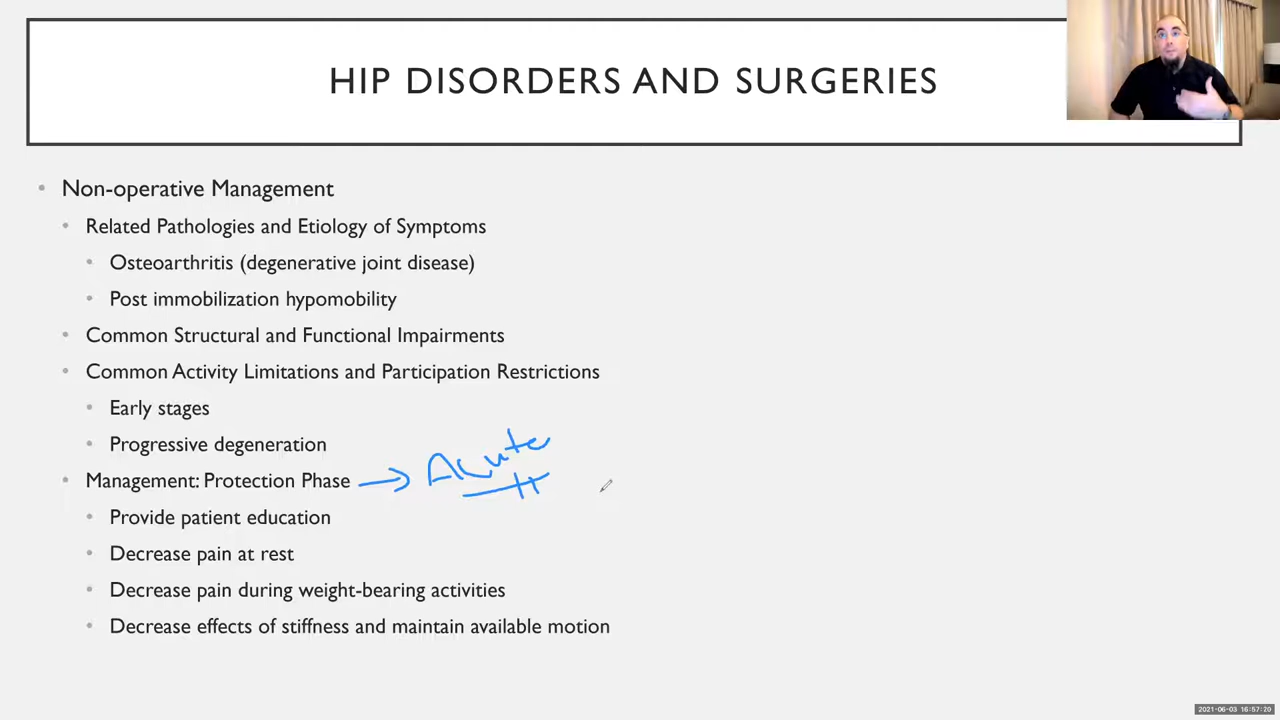 HIP DISORDERS AND SURGERIES
• Non-operative Management
• Related Pathologies and Etiology of Symptoms
• Osteoarthritis (degenerative joint disease)
• Post immobilization hypomobility
• Common Structural and Functional Impairments
• Common Activity Limitations and Participation Restrictions
• Early stages
• Progressive degeneration
• Management: Protection Phase → Acute
• Provide patient education
• Decrease pain at rest
• Decrease pain during weight-bearing activities
• Decrease effects of stiffness and maintain available motion
2021-06-03 16:57:20